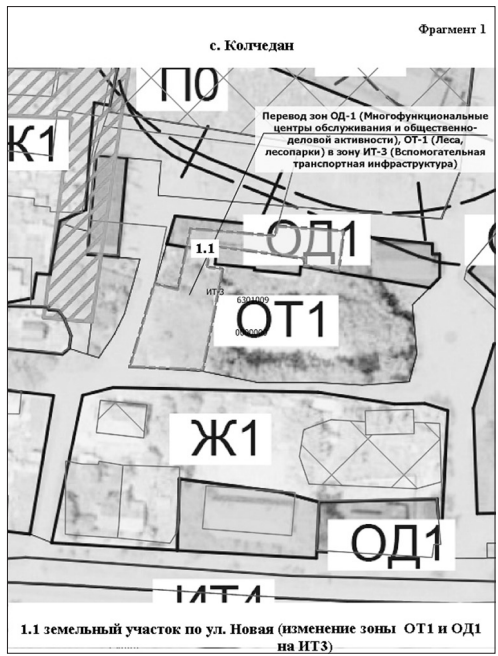 Фрагмент 1
с. Колчедан
П0
Ж1
Перевод зон ОД-1 (Многофункциональные
центры обслуживания и общественно-
деловой активности), ОТ-1 (Леса,
лесопарки) в зону ИТ-3 (Вспомогательная
транспортная инфраструктура)
ОД1
1.1
ИТ-3
6301009
ОТ1
Ж1
ОД1
ИТ4
1.1 земельный участок по ул. Новая (изменение зоны ОТ1 и ОД1
на ИТ3)